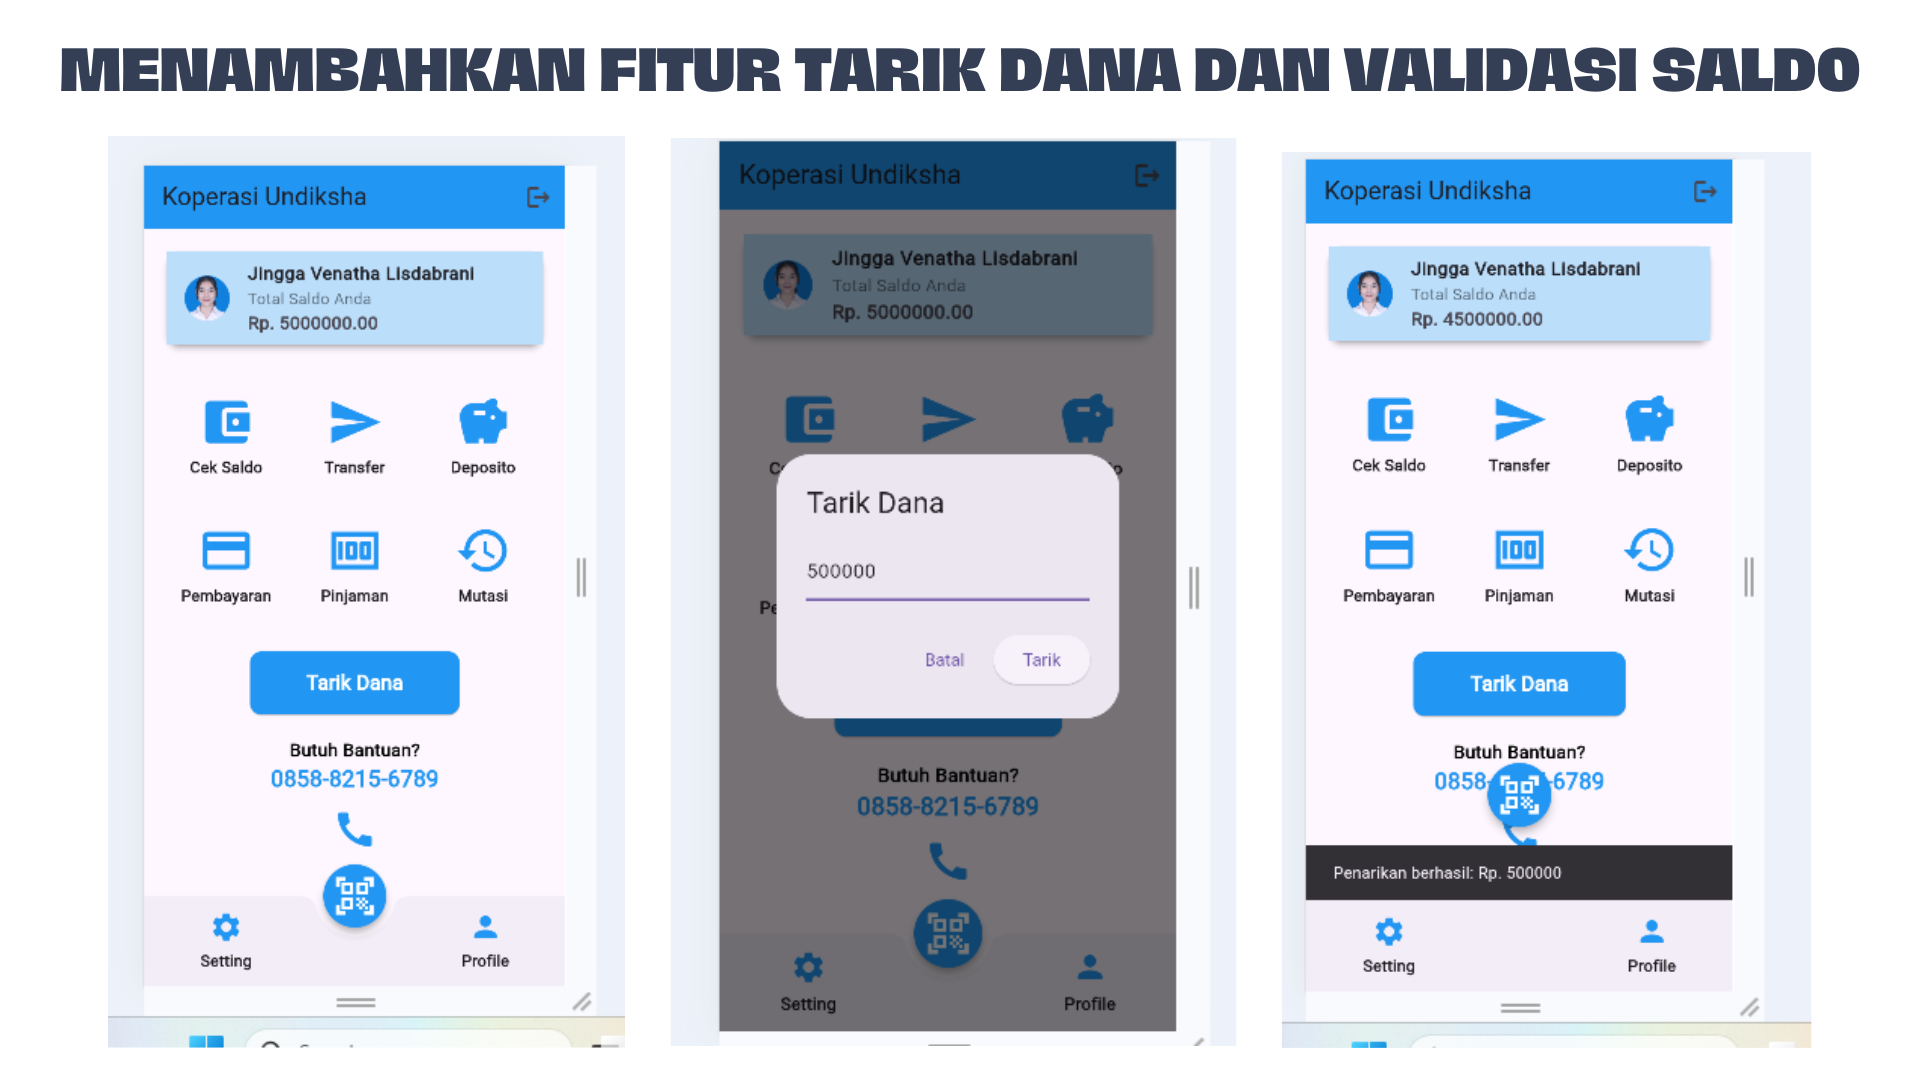 MENAMBAHKAN FITUR TARIK DANA DAN VALIDASI SALDO
Koperasi Undiksha
Jingga Venatha Lisdabrani
Total Saldo Anda
Rp. 5000000.00
Cek Saldo
Transfer
Deposito
Pembayaran
Pinjaman
Mutasi
Tarik Dana
Butuh Bantuan?
0858-8215-6789
Setting
Profile
Koperasi Undiksha
Jingga Venatha Lisdabrani
Total Saldo Anda
Rp. 5000000.00
Tarik Dana
500000
Batal
Tarik
Butuh Bantuan?
0858-8215-6789
Setting
Profile
Koperasi Undiksha
Jingga Venatha Lisdabrani
Total Saldo Anda
Rp. 4500000.00
Cek Saldo
Transfer
Deposito
Pembayaran
Pinjaman
Mutasi
Tarik Dana
Butuh Bantuan?
0858- -6789
Penarikan berhasil: Rp. 500000
Setting
Profile